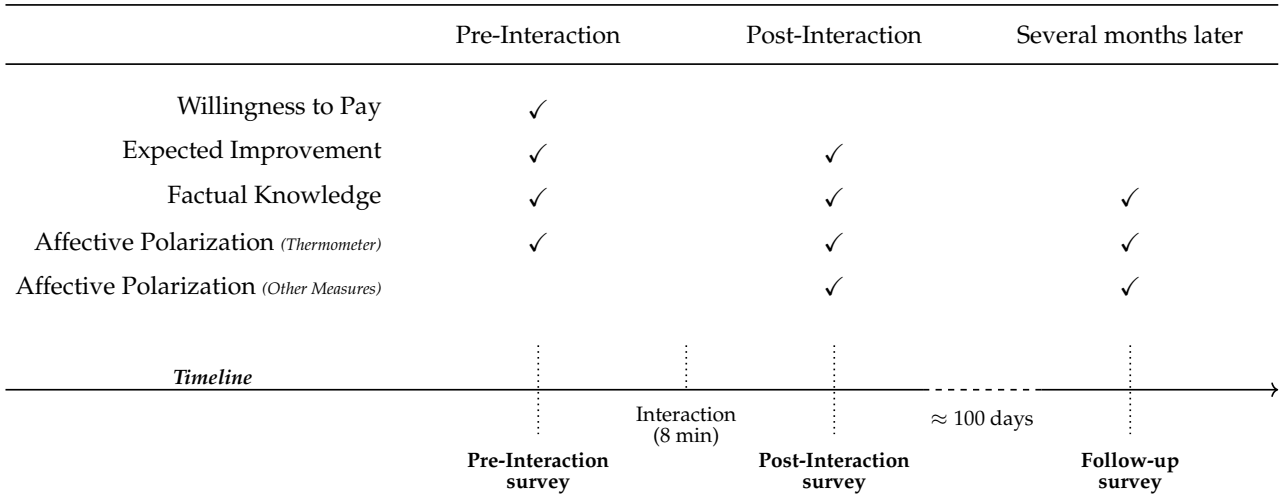 Pre-Interaction Post-Interaction Several months later
Willingness to Pay ✓
Expected Improvement ✓ ✓
Factual Knowledge ✓ ✓ ✓
Affective Polarization (Thermometer) ✓ ✓ ✓
Affective Polarization (Other Measures) ✓ ✓
Timeline
Interaction
(8 min)
≈ 100 days
Pre-Interaction
survey
Post-Interaction
survey
Follow-up
survey